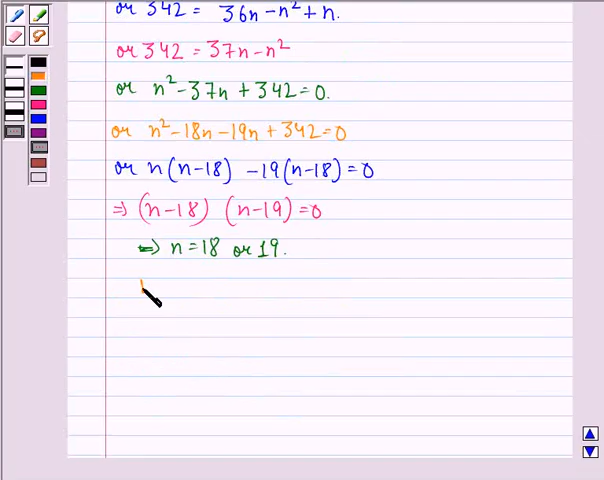 or 342 = 36n - n² + n.
or 342 = 37n - n²
or n² - 37n + 342 = 0.
or n² - 18n - 19n + 342 = 0
or n(n-18) - 19(n-18) = 0
⇒ (n-18) (n-19) = 0
⇒ n = 18 or 19.